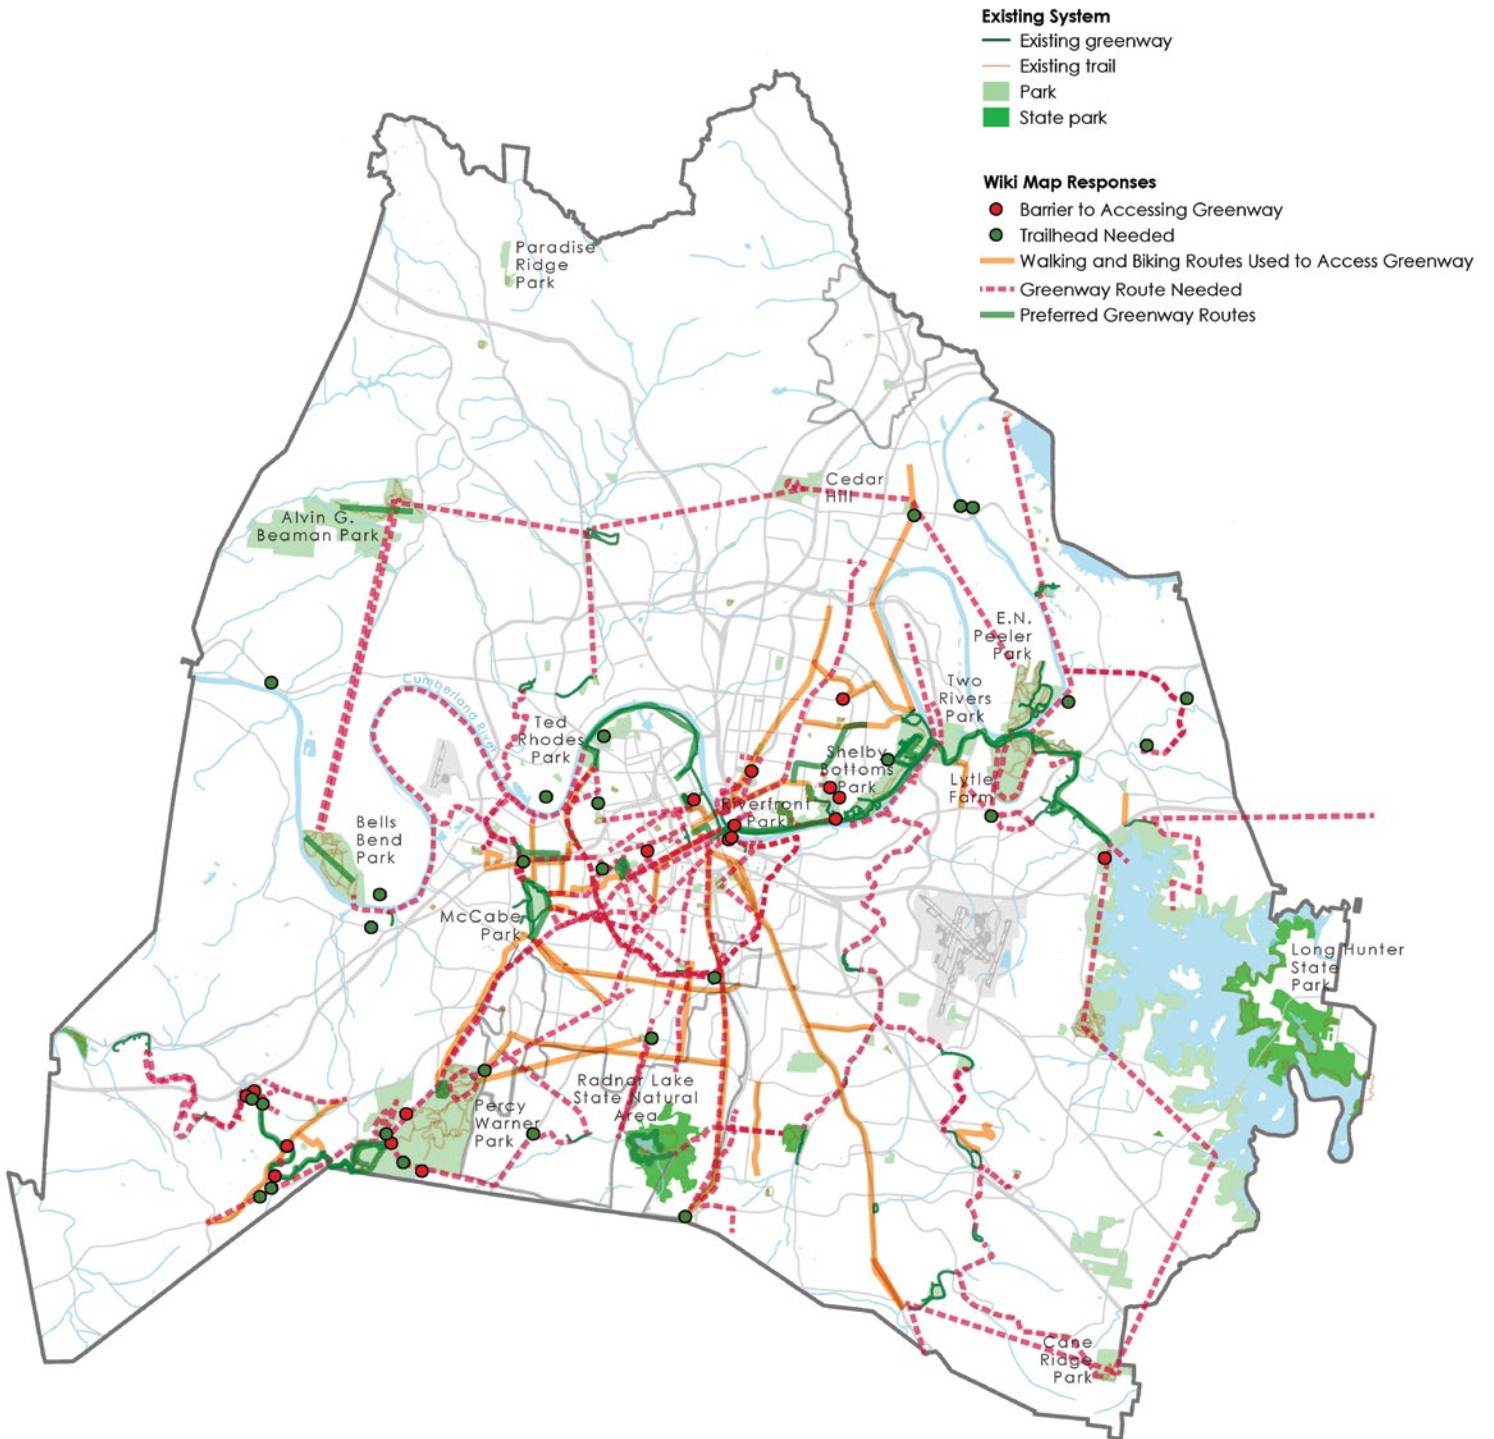 Existing System
Existing greenway
Existing trail
Park
State park
Wiki Map Responses
Barrier to Accessing Greenway
Trailhead Needed
Walking and Biking Routes Used to Access Greenway
Greenway Route Needed
Preferred Greenway Routes
Paradise
Ridge
Park
Cedar
Hill
Alvin G.
Beaman Park
E.N.
Peeler
Park
Cumberland River
Two
Rivers
Park
Ted
Rhodes
Park
Shelby
Bottoms
Park
Lytle
Farm
Riverfront
Park
Bells
Bend
Park
McCabe
Park
Long Hunter
State
Park
Radnor Lake
State Natural
Area
Percy
Warner
Park
Cane
Ridge
Park